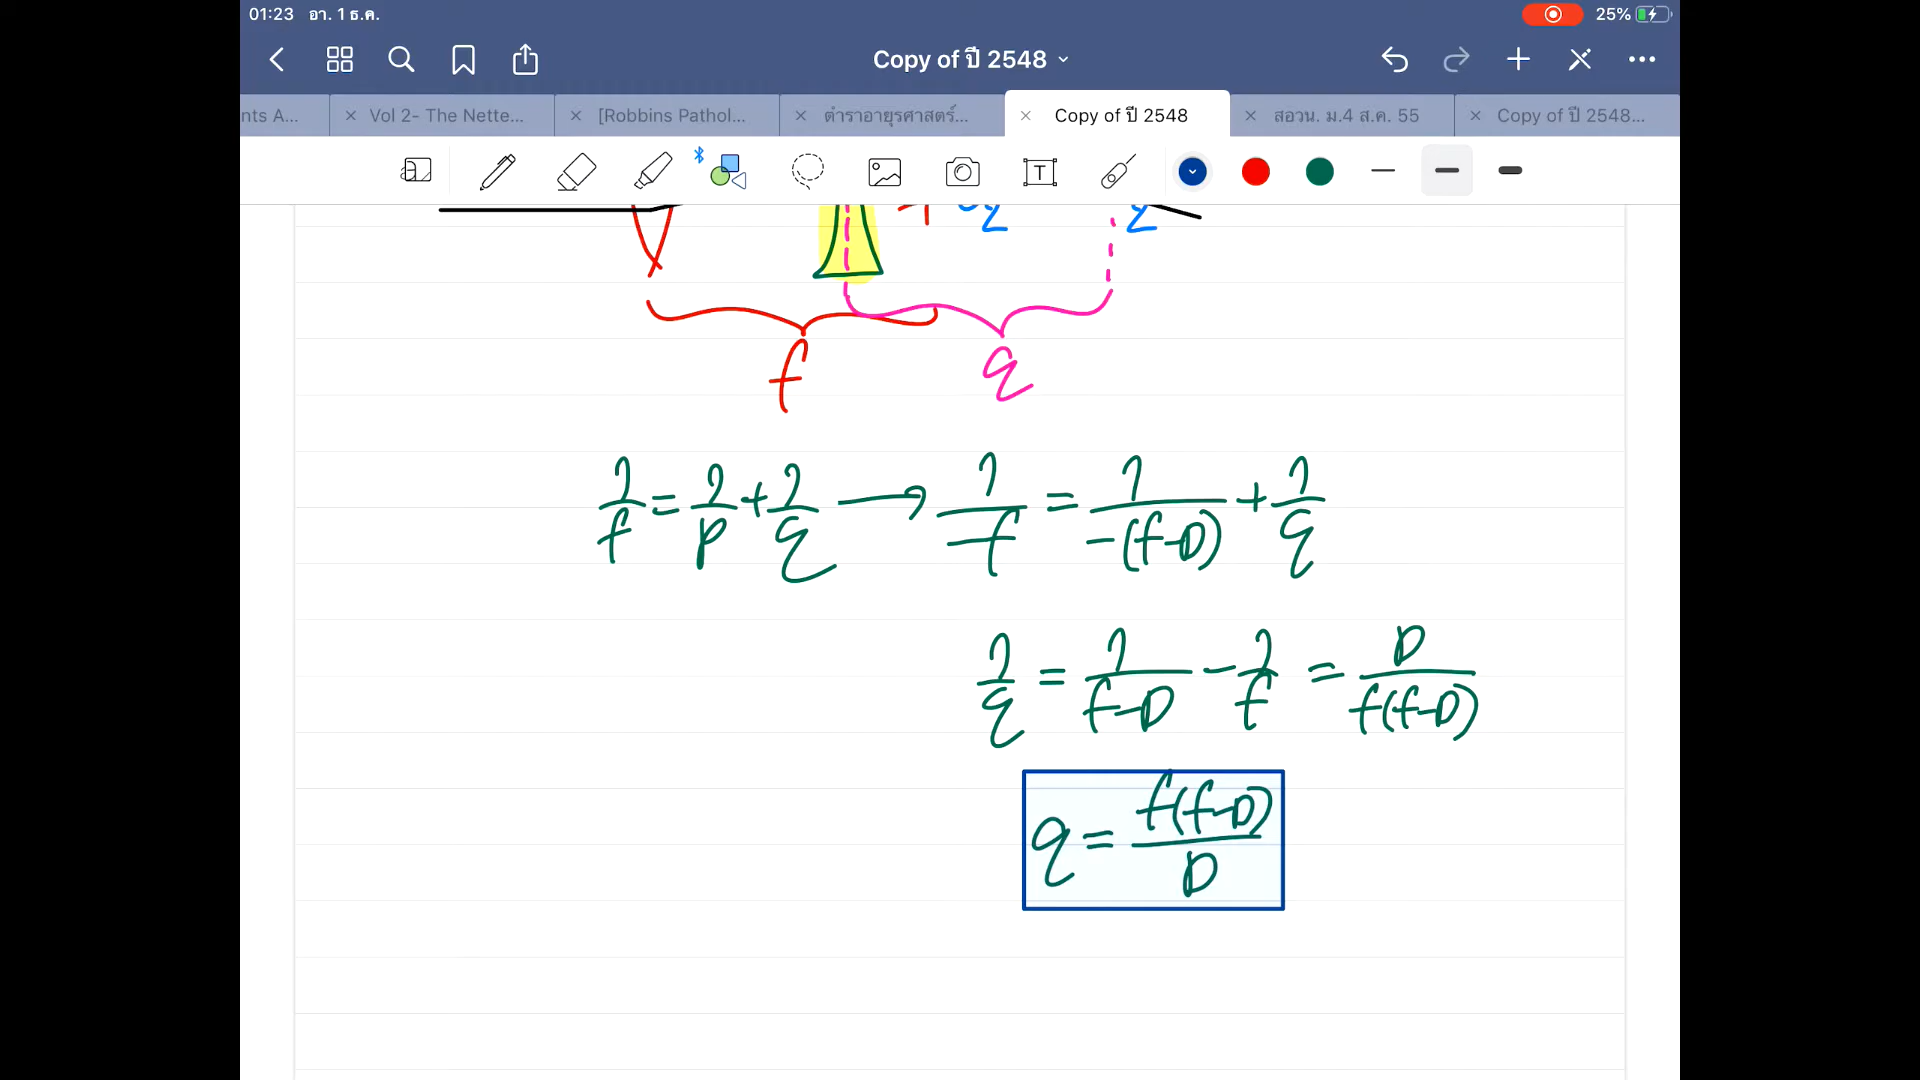 01:23 อา. 1 ธ.ค. 25%
Copy of ปี 2548
nts A... Vol 2- The Nette... [Robbins Pathol... ตำราอายุรศาสตร์... Copy of ปี 2548 สอวน. ม.4 ส.ค. 55 Copy of ปี 2548...
T
f q
1/f = 1/p + 1/q → 1/-f = 1/-(f-D) + 1/q
1/q = 1/f-D - 1/f = D/f(f-D)
q = f(f-D)/D